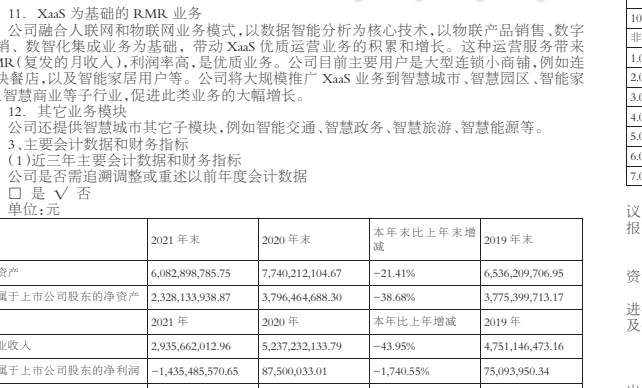 11. XaaS 为基础的 RMR 业务
公司融合人联网和物联网业务模式,以数据智能分析为核心技术,以物联产品销售、数字
销、数智化集成业务为基础, 带动 XaaS 优质运营业务的积累和增长。这种运营服务带来
MR(复发的月收入),利润率高,是优质业务。公司目前主要用户是大型连锁小商铺,例如连
快餐店,以及智能家居用户等。公司将大规模推广 XaaS 业务到智慧城市、智慧园区、智能家
、智慧商业等子行业,促进此类业务的大幅增长。
12. 其它业务模块
公司还提供智慧城市其它子模块,例如智能交通、智慧政务、智慧旅游、智慧能源等。
3、主要会计数据和财务指标
(1)近三年主要会计数据和财务指标
公司是否需追溯调整或重述以前年度会计数据
□ 是 √ 否
单位:元
2021 年末 2020 年末 本年末比上年末增减 2019 年末
资产 6,082,898,785.75 7,740,212,104.67 −21.41% 6,536,209,706.95
属于上市公司股东的净资产 2,328,133,938.87 3,796,464,688.30 −38.68% 3,775,399,713.17
2021 年 2020 年 本年比上年增减 2019 年
业收入 2,935,662,012.96 5,237,232,133.79 −43.95% 4,751,146,473.16
属于上市公司股东的净利润 −1,435,485,570.65 87,500,033.01 −1,740.55% 75,093,950.34
10
非
1.0
2.0
3.0
4.0
5.0
6.0
7.0
议
报
资
进
及